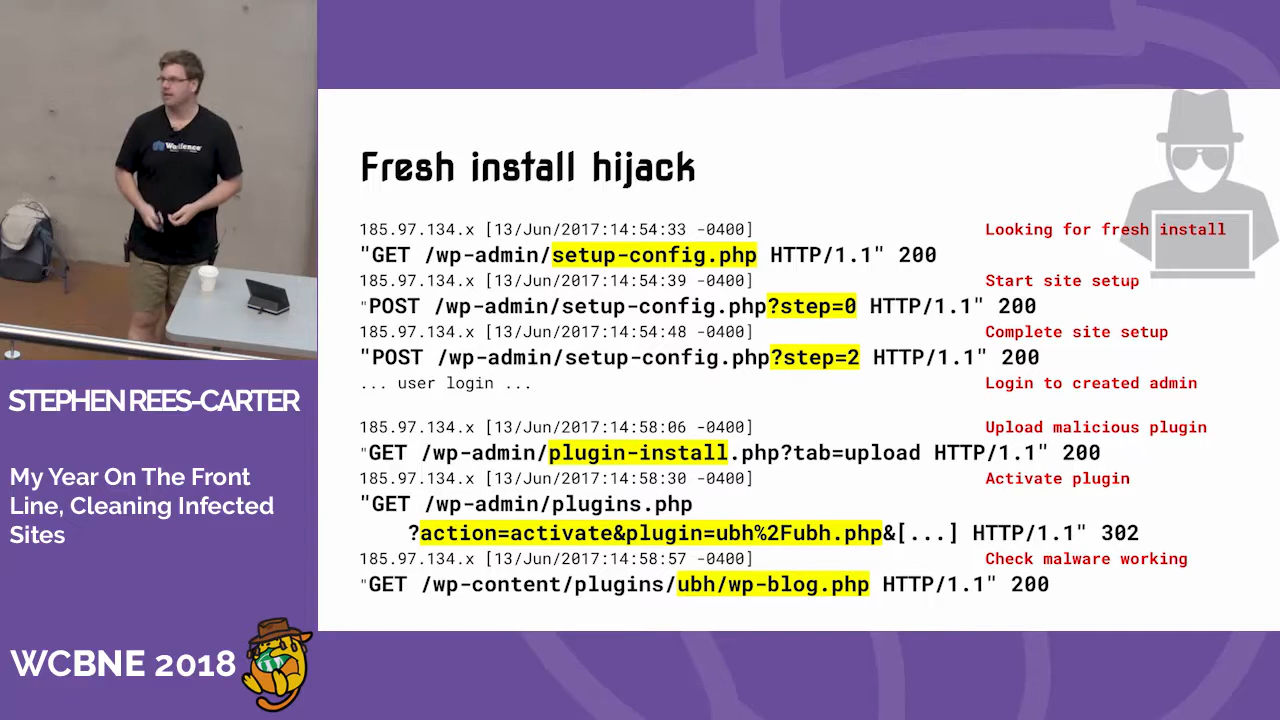 Wordfence
STEPHEN REES-CARTER
My Year On The Front
Line, Cleaning Infected
Sites
WCBNE 2018
Fresh install hijack
185.97.134.x [13/Jun/2017:14:54:33 -0400] Looking for fresh install
"GET /wp-admin/setup-config.php HTTP/1.1" 200
185.97.134.x [13/Jun/2017:14:54:39 -0400] Start site setup
"POST /wp-admin/setup-config.php?step=0 HTTP/1.1" 200
185.97.134.x [13/Jun/2017:14:54:48 -0400] Complete site setup
"POST /wp-admin/setup-config.php?step=2 HTTP/1.1" 200
... user login ... Login to created admin
185.97.134.x [13/Jun/2017:14:58:06 -0400] Upload malicious plugin
"GET /wp-admin/plugin-install.php?tab=upload HTTP/1.1" 200
185.97.134.x [13/Jun/2017:14:58:30 -0400] Activate plugin
"GET /wp-admin/plugins.php
?action=activate&plugin=ubh%2Fubh.php&[...] HTTP/1.1" 302
185.97.134.x [13/Jun/2017:14:58:57 -0400] Check malware working
"GET /wp-content/plugins/ubh/wp-blog.php HTTP/1.1" 200